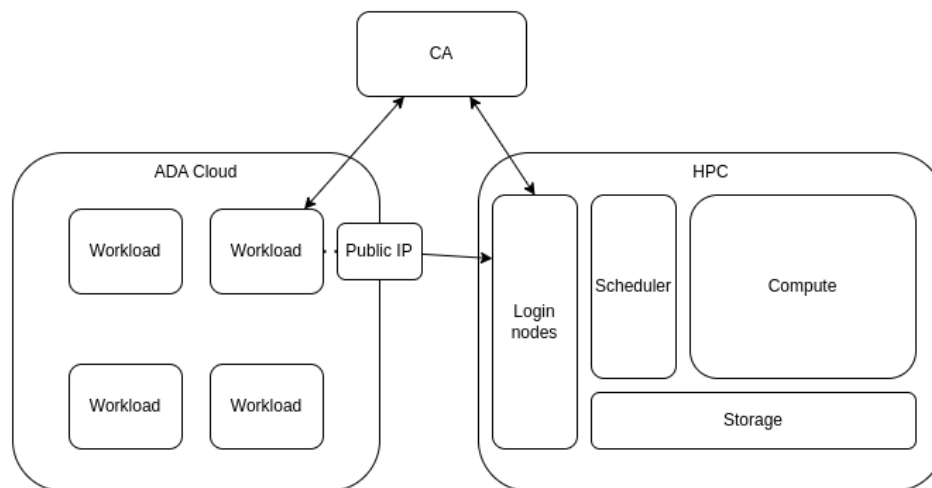 CA
ADA Cloud
HPC
Workload
Workload
Public IP
Workload
Workload
Login
nodes
Scheduler
Compute
Storage